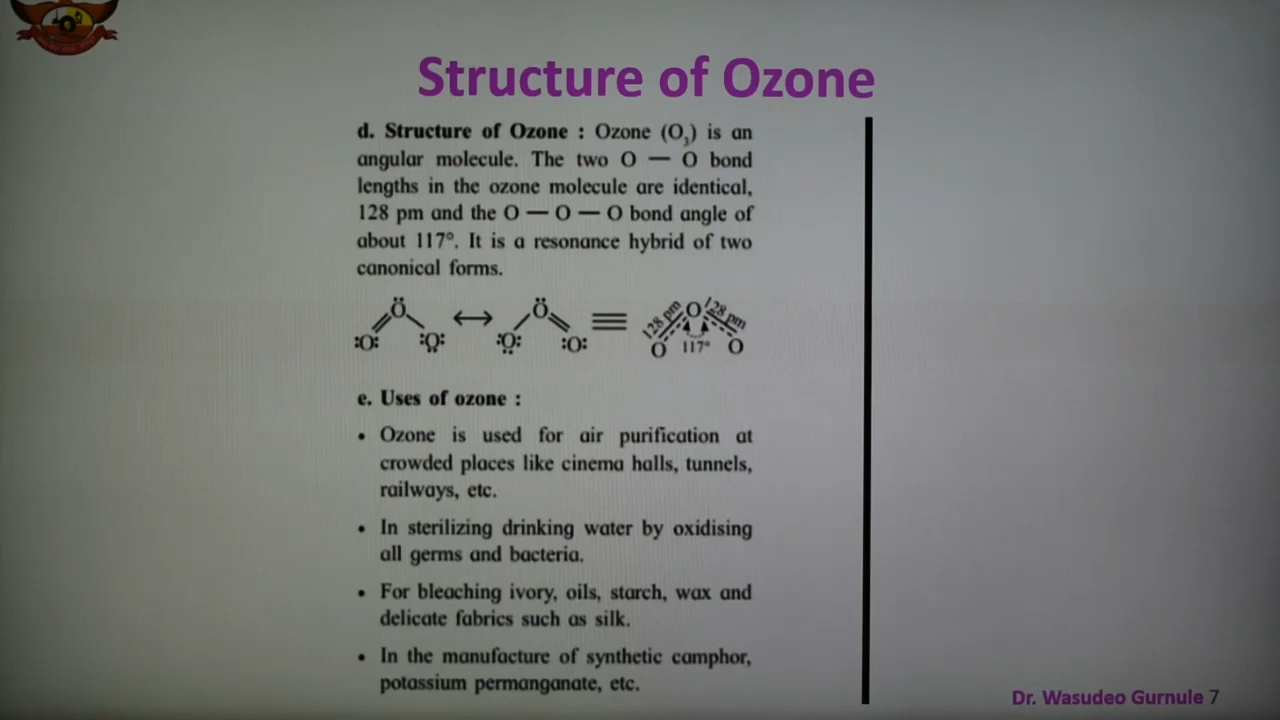 Structure of Ozone
d. Structure of Ozone : Ozone (O₃) is an
angular molecule. The two O — O bond
lengths in the ozone molecule are identical,
128 pm and the O — O — O bond angle of
about 117°. It is a resonance hybrid of two
canonical forms.
Ö :O: :O: ↔ Ö :O: :O: ≡ 128 pm O 128 pm
O 117° O
e. Uses of ozone :
• Ozone is used for air purification at
crowded places like cinema halls, tunnels,
railways, etc.
• In sterilizing drinking water by oxidising
all germs and bacteria.
• For bleaching ivory, oils, starch, wax and
delicate fabrics such as silk.
• In the manufacture of synthetic camphor,
potassium permanganate, etc.
Dr. Wasudeo Gurnule 7